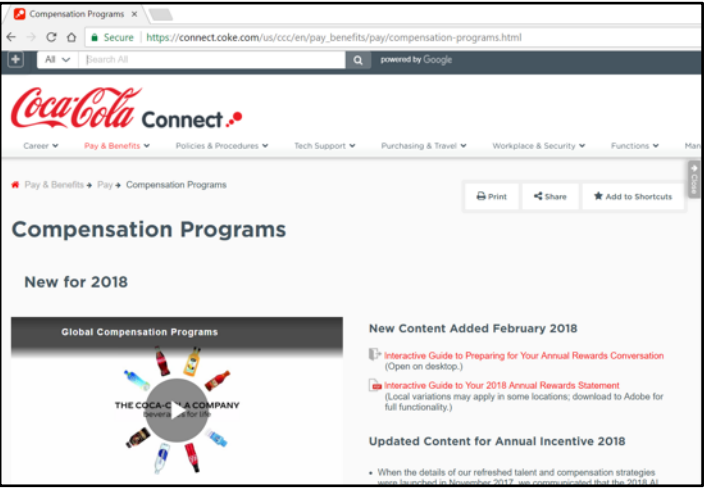 Compensation Programs ×
Secure https://connect.coke.com/us/ccc/en/pay_benefits/pay/compensation-programs.html
All Search All powered by Google
Coca-Cola Connect
Career Pay & Benefits Policies & Procedures Tech Support Purchasing & Travel Workplace & Security Functions Man
Close
Pay & Benefits → Pay → Compensation Programs
Print Share Add to Shortcuts
Compensation Programs
New for 2018
Global Compensation Programs
THE COCA-COLA COMPANY
beverages for life
New Content Added February 2018
Interactive Guide to Preparing for Your Annual Rewards Conversation
(Open on desktop.)
Interactive Guide to Your 2018 Annual Rewards Statement
(Local variations may apply in some locations; download to Adobe for
full functionality.)
Updated Content for Annual Incentive 2018
• When the details of our refreshed talent and compensation strategies
were launched in November 2017, we communicated that the 2018 AI